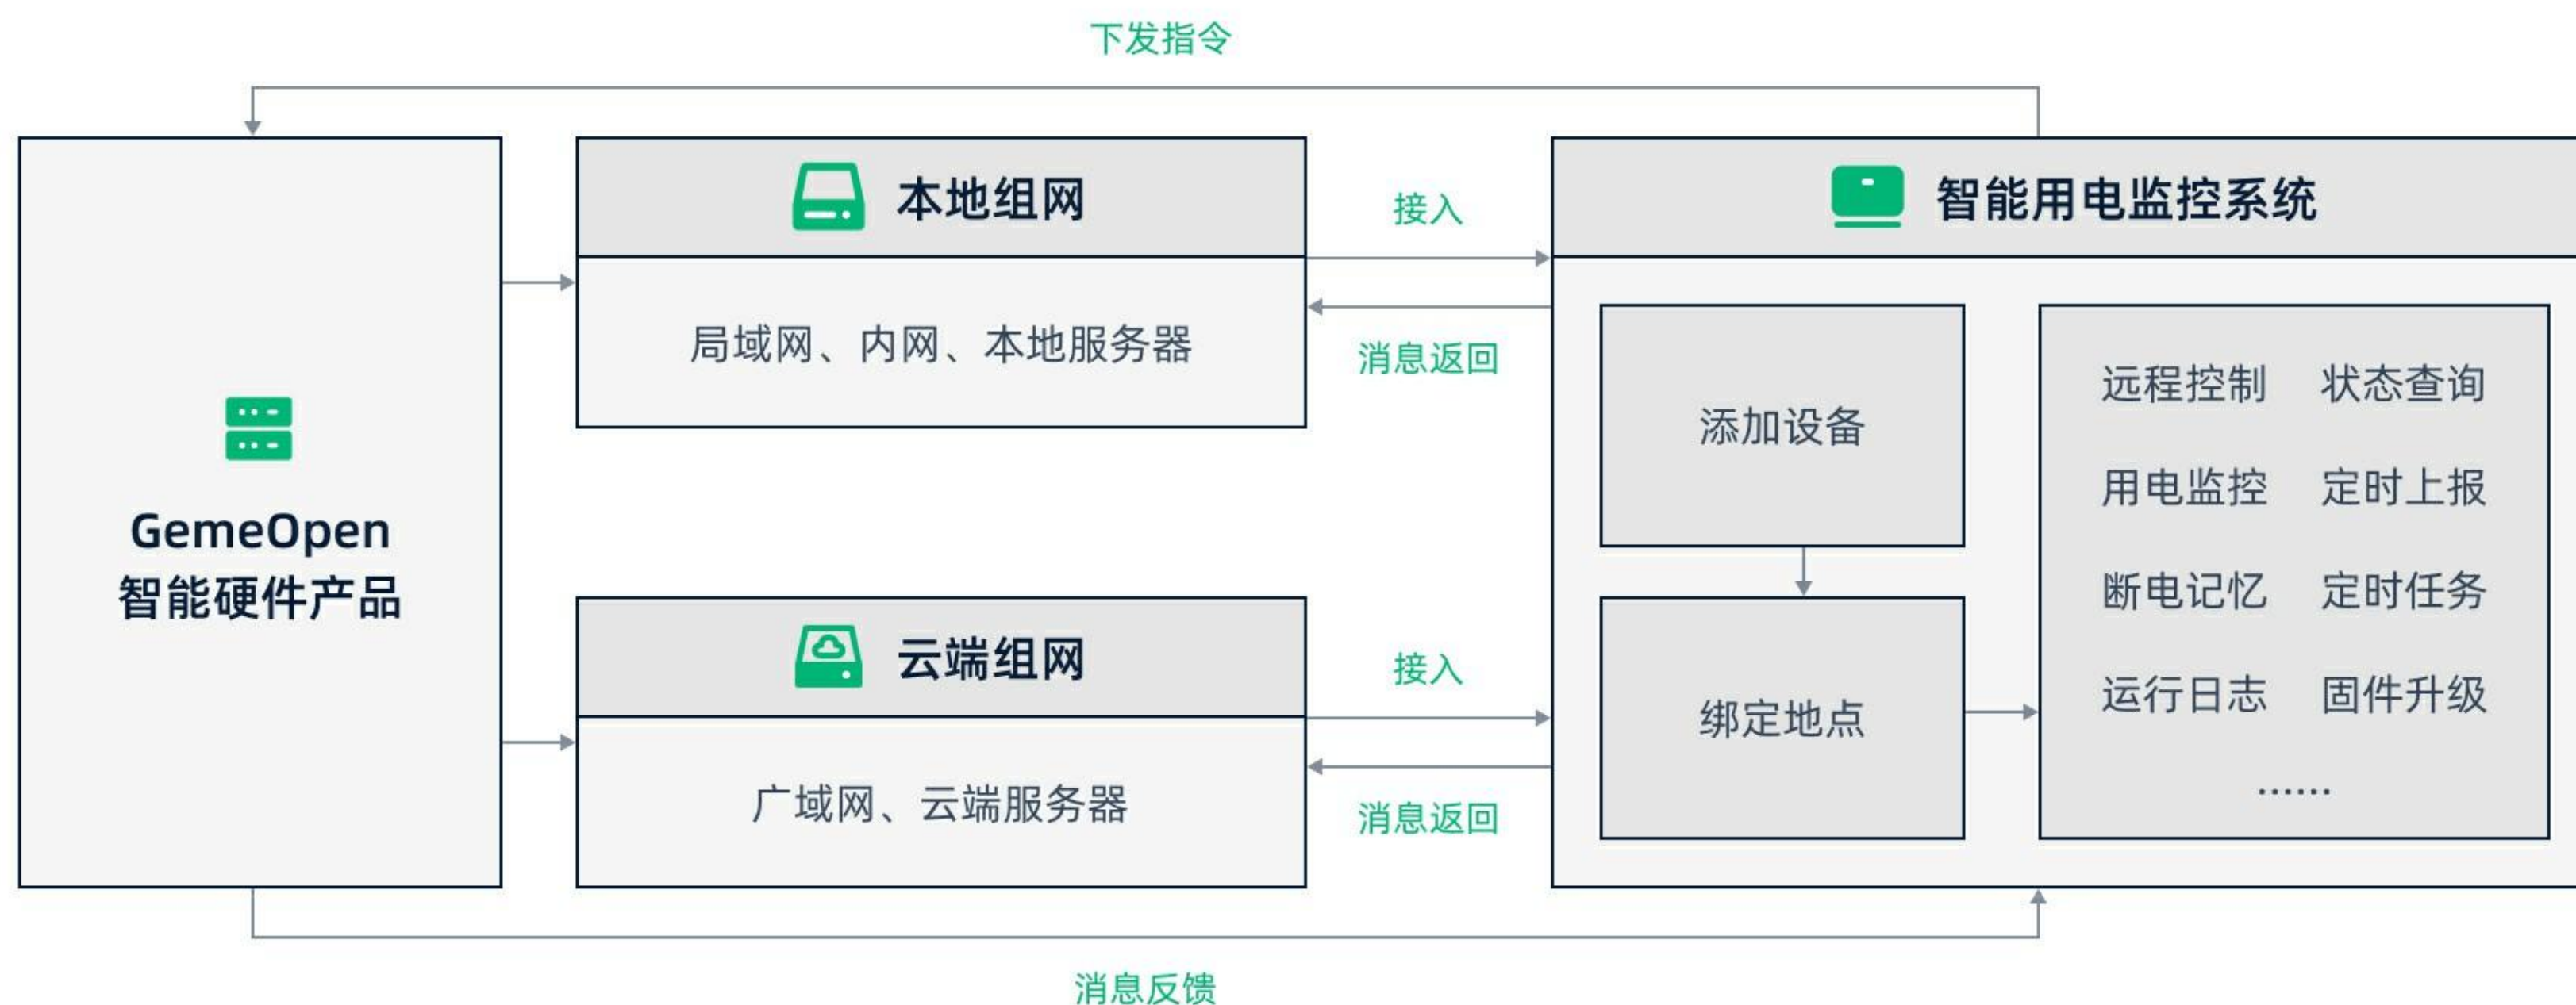 下发指令
本地组网
局域网、内网、本地服务器
接入
消息返回
智能用电监控系统
GemeOpen
智能硬件产品
云端组网
广域网、云端服务器
接入
消息返回
添加设备
绑定地点
远程控制 状态查询
用电监控 定时上报
断电记忆 定时任务
运行日志 固件升级
······
消息反馈